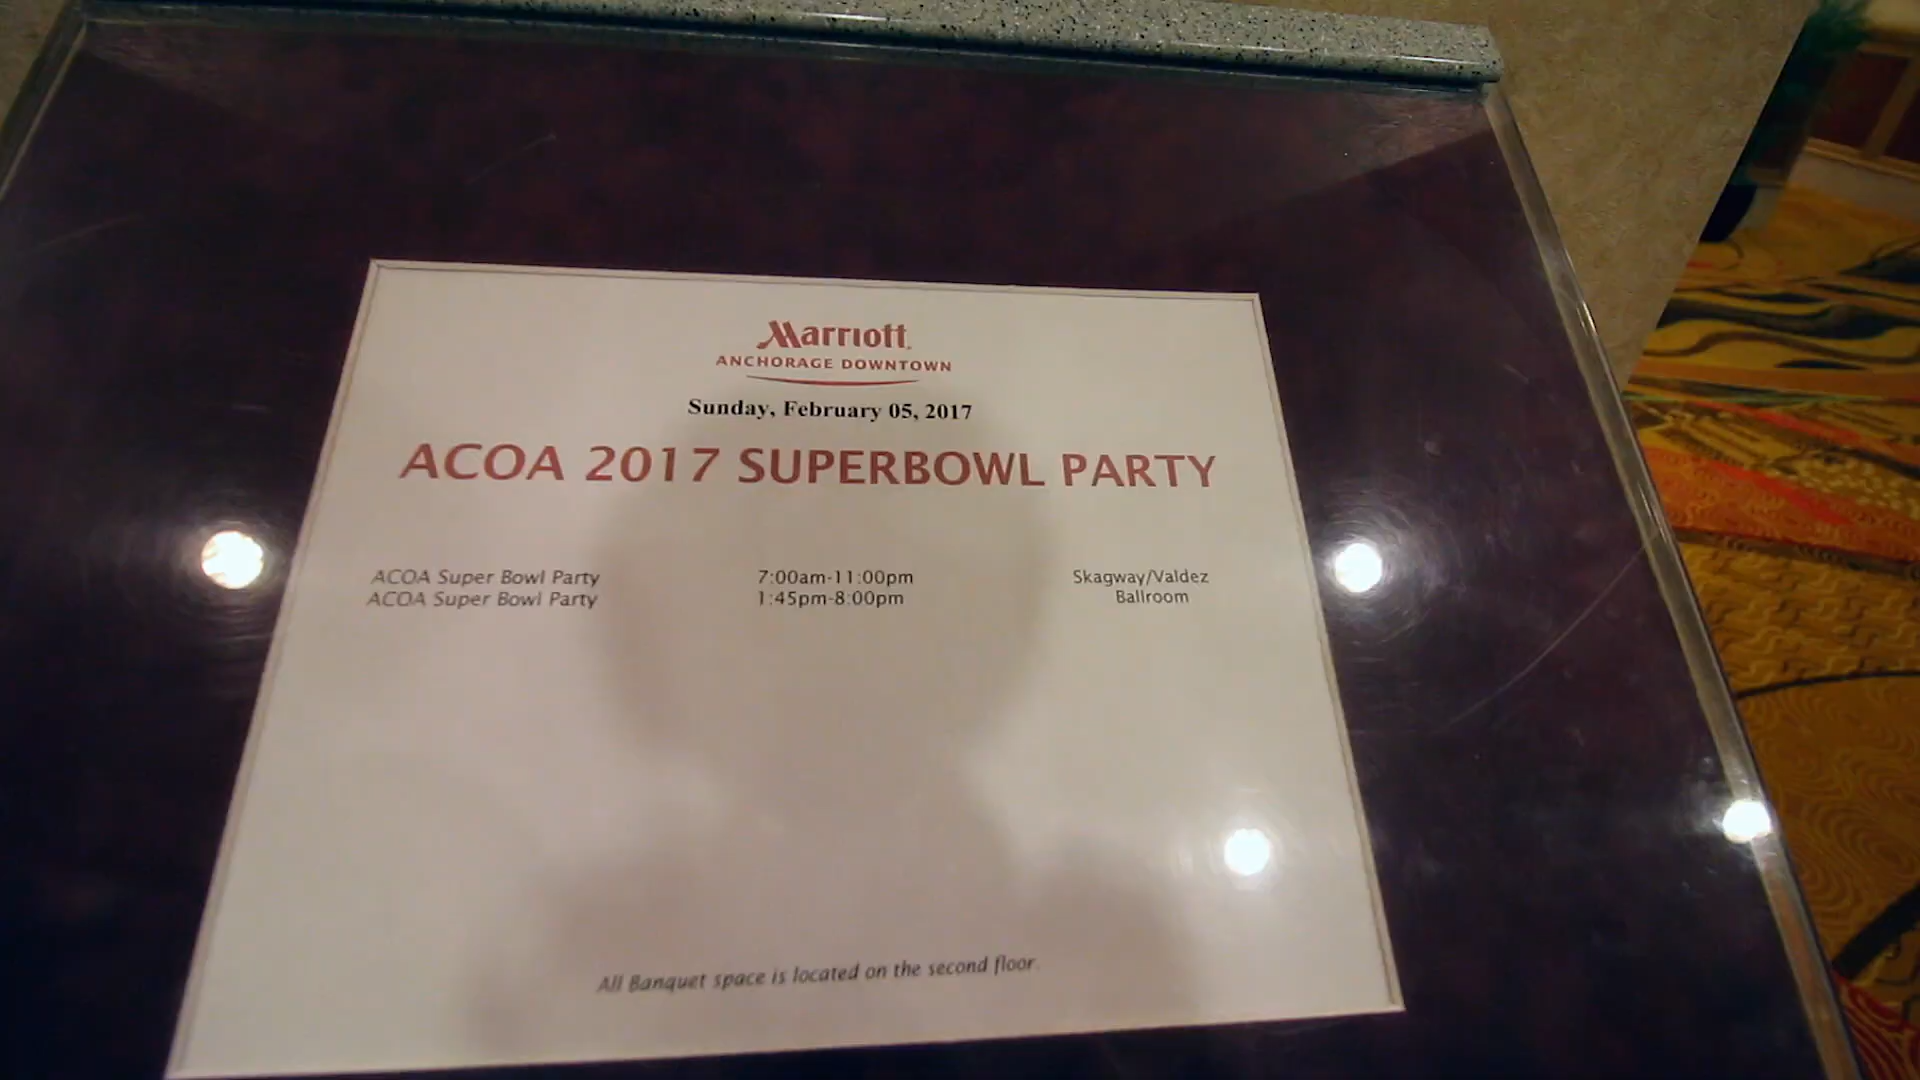 Marriott
ANCHORAGE DOWNTOWN
Sunday, February 05, 2017
ACOA 2017 SUPERBOWL PARTY
ACOA Super Bowl Party 7:00am-11:00pm Skagway/Valdez
ACOA Super Bowl Party 1:45pm-8:00pm Ballroom
All Banquet space is located on the second floor.